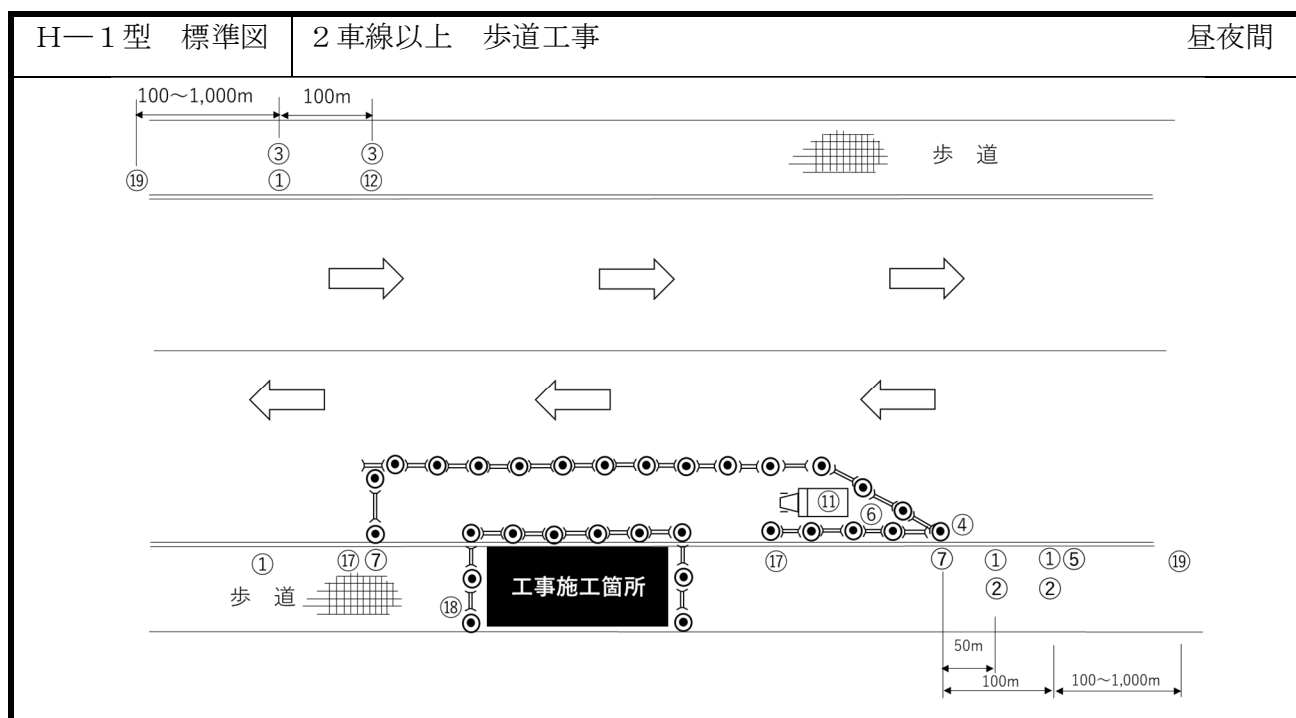 H―1型 標準図
2車線以上 歩道工事
昼夜間
100～1,000m
100m
③
③
⑲
①
⑫
歩 道
⑪
⑥
④
①
⑰
⑦
⑰
⑦
①
①⑤
⑲
歩 道
⑱
工事施工箇所
②
②
50m
100m
100～1,000m